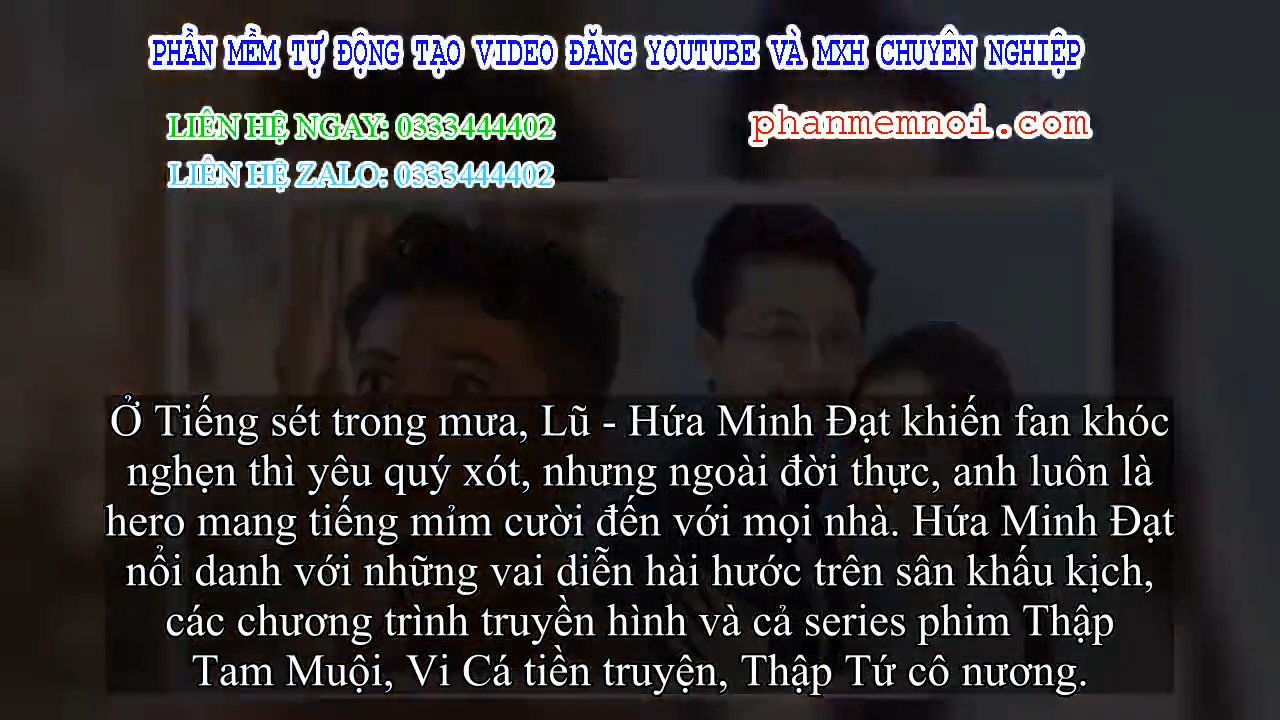 PHẦN MỀM TỰ ĐỘNG TẠO VIDEO ĐĂNG YOUTUBE VÀ MXH CHUYÊN NGHIỆP
LIÊN HỆ NGAY: 0333444402
phanmemnoi.com
LIÊN HỆ ZALO: 0333444402
Ở Tiếng sét trong mưa, Lũ - Hứa Minh Đạt khiến fan khóc
nghẹn thì yêu quý xót, nhưng ngoài đời thực, anh luôn là
hero mang tiếng mỉm cười đến với mọi nhà. Hứa Minh Đạt
nổi danh với những vai diễn hài hước trên sân khấu kịch,
các chương trình truyền hình và cả series phim Thập
Tam Muội, Vi Cá tiền truyện, Thập Tứ cô nương.